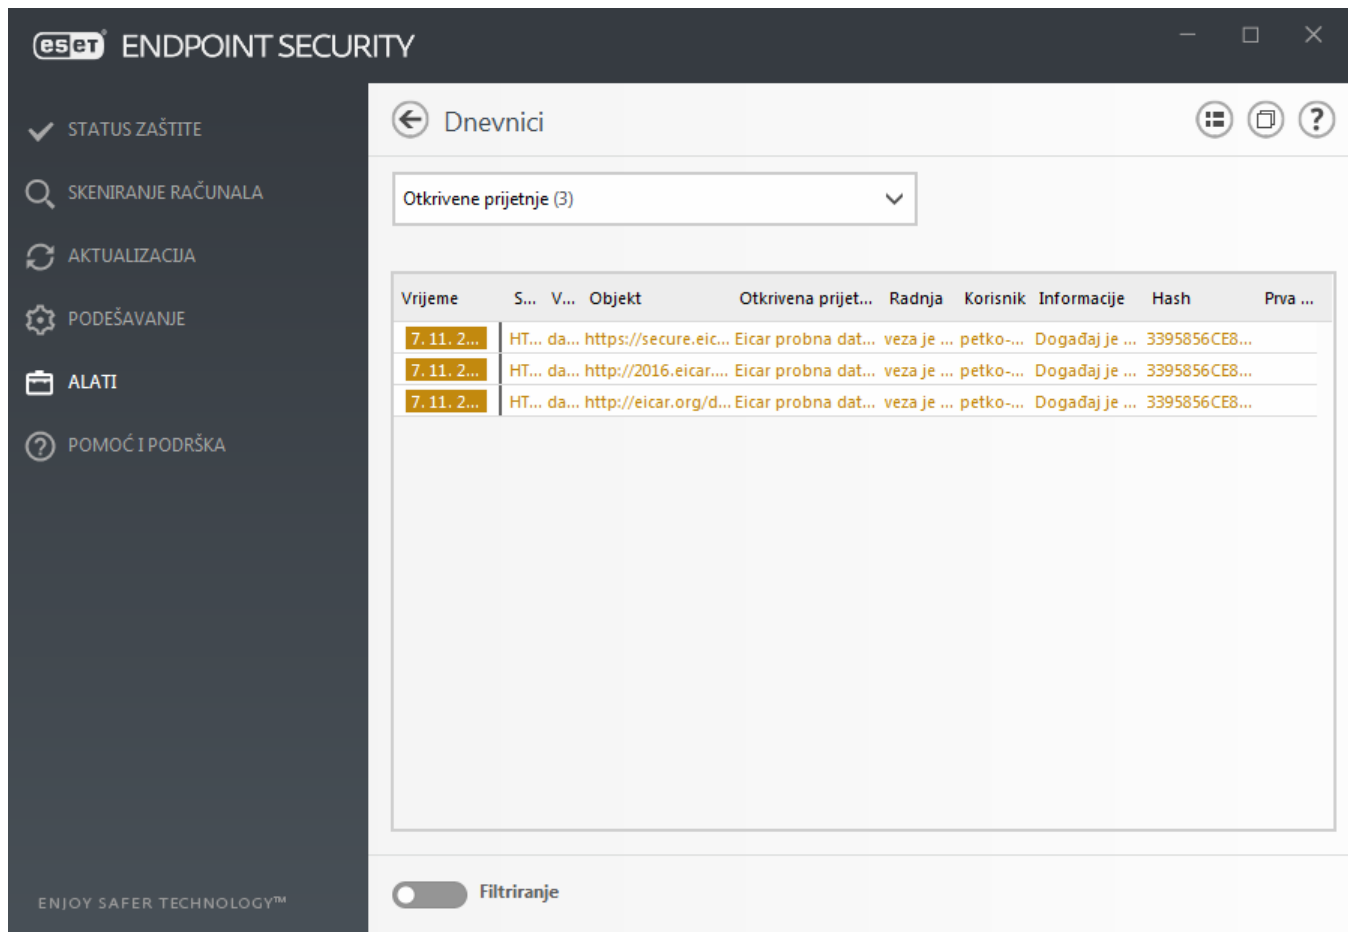 eset ENDPOINT SECURITY
STATUS ZAŠTITE
SKENIRANJE RAČUNALA
AKTUALIZACIJA
PODEŠAVANJE
ALATI
POMOĆ I PODRŠKA
ENJOY SAFER TECHNOLOGY™
Dnevnici
Otkrivene prijetnje (3)
Vrijeme S... V... Objekt Otkrivena prijet... Radnja Korisnik Informacije Hash Prva ...
7. 11. 2... HT... da... https://secure.eic... Eicar probna dat... veza je ... petko-... Događaj je ... 3395856CE8...
7. 11. 2... HT... da... http://2016.eicar.... Eicar probna dat... veza je ... petko-... Događaj je ... 3395856CE8...
7. 11. 2... HT... da... http://eicar.org/d... Eicar probna dat... veza je ... petko-... Događaj je ... 3395856CE8...
Filtriranje